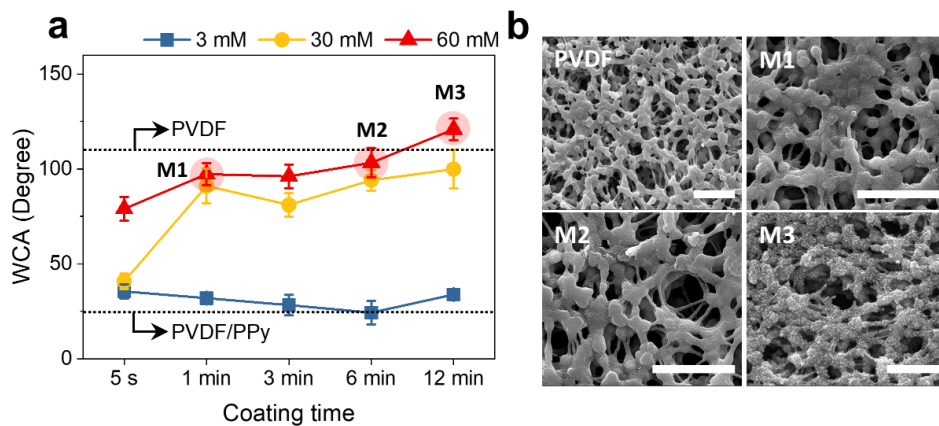 a
3 mM 30 mM 60 mM
150
100
50
0
WCA (Degree)
PVDF
M1
M2
M3
PVDF/PPy
5 s 1 min 3 min 6 min 12 min
Coating time
b
PVDF
M1
M2
M3